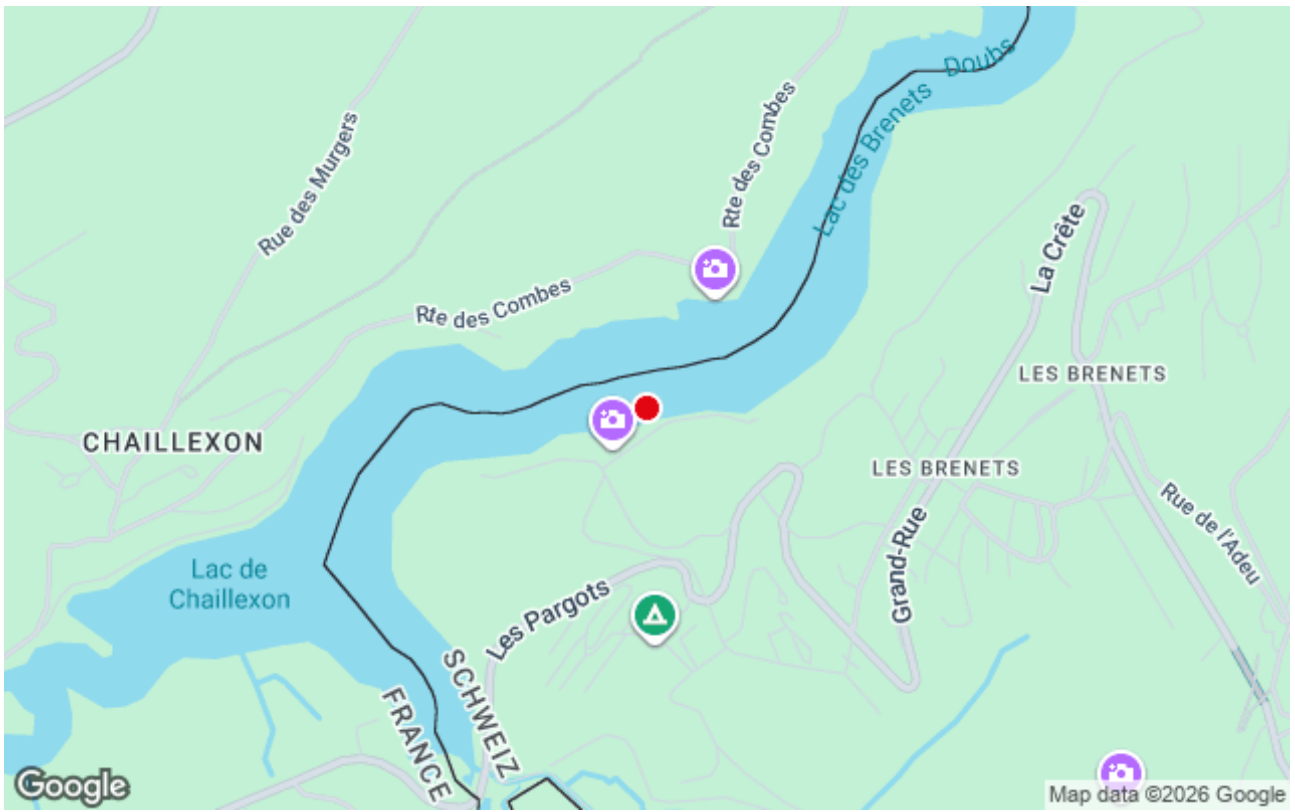 Doubs
Lac des Brenets
Rte des Combes
Rue des Murgers
La Crête
Rte des Combes
LES BRENETS
CHAILLEXON
LES BRENETS
Rue de l'Adeu
Grand-Rue
Lac de
Chaillexon
Les Pargots
SCHWEIZ
FRANCE
Google
Map data ©2026 Google